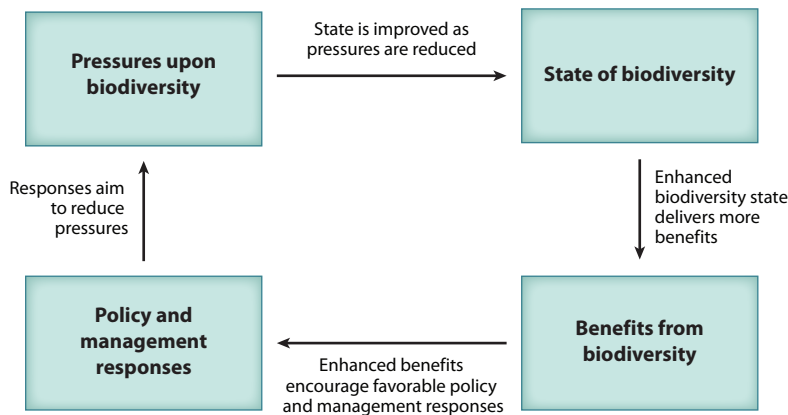 Pressures upon
biodiversity
State is improved as
pressures are reduced
State of biodiversity
Enhanced
biodiversity state
delivers more
benefits
Benefits from
biodiversity
Enhanced benefits
encourage favorable policy
and management responses
Policy and
management
responses
Responses aim
to reduce
pressures